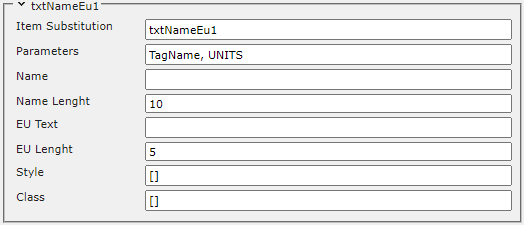 txtNameEu1
Item Substitution txtNameEu1
Parameters TagName, UNITS
Name
Name Lenght 10
EU Text
EU Lenght 5
Style []
Class []